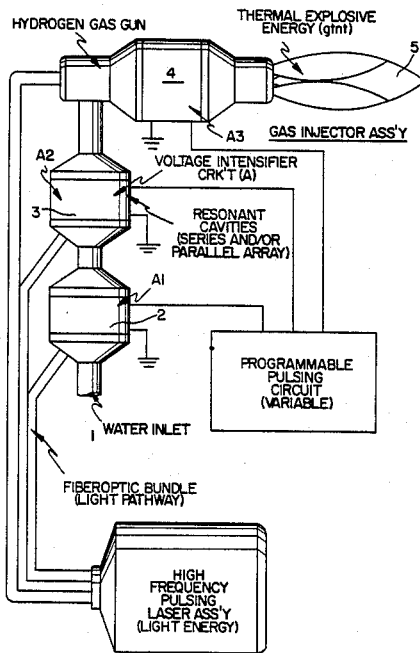 HYDROGEN GAS GUN
THERMAL EXPLOSIVE
ENERGY (gtnt)
5
4
A3
GAS INJECTOR ASS'Y
A2
VOLTAGE INTENSIFIER
CRK'T (A)
3
RESONANT
CAVITIES
(SERIES AND/OR
PARALLEL ARRAY)
A1
2
PROGRAMMABLE
PULSING
CIRCUIT
(VARIABLE)
1
WATER INLET
FIBEROPTIC BUNDLE
(LIGHT PATHWAY)
HIGH
FREQUENCY
PULSING
LASER ASS'Y
(LIGHT ENERGY)